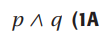 p ∧ q (1A